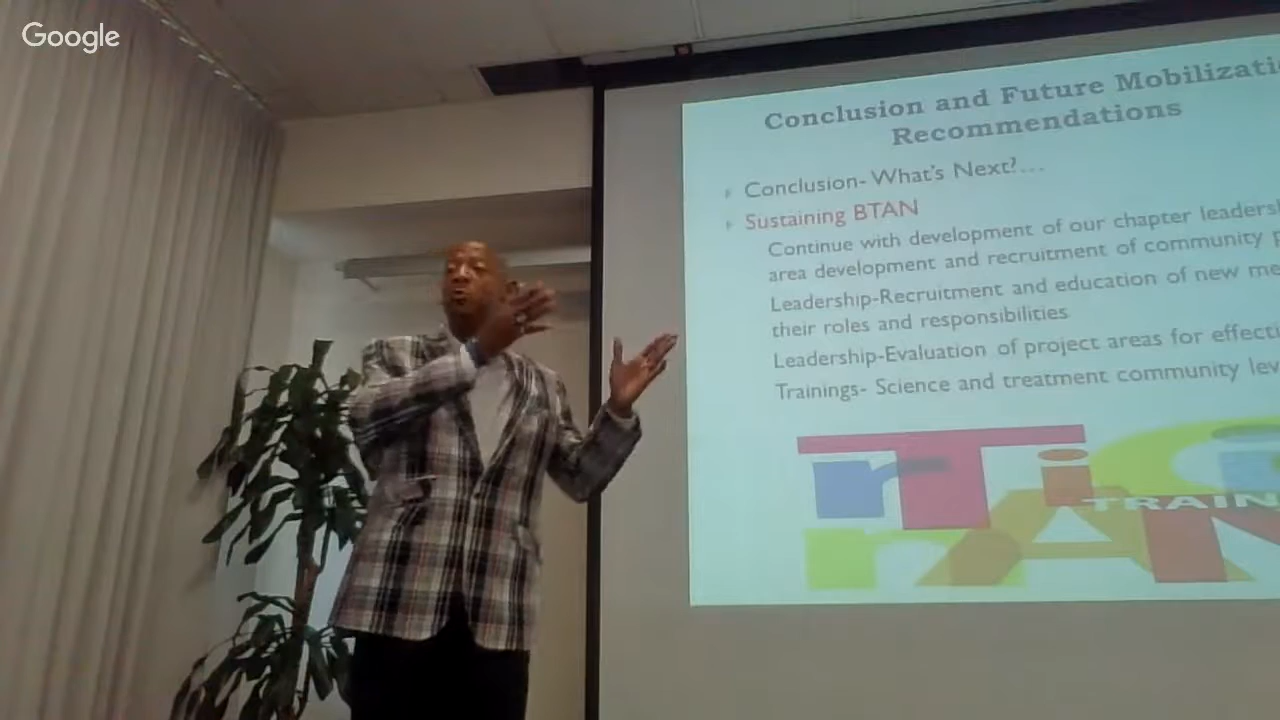 Google
Conclusion and Future Mobilizati
Recommendations
Conclusion- What's Next?...
Sustaining BTAN
Continue with development of our chapter leadersh
area development and recruitment of community p
Leadership-Recruitment and education of new me
their roles and responsibilities
Leadership-Evaluation of project areas for effecti
Trainings- Science and treatment community lev
TRAIN